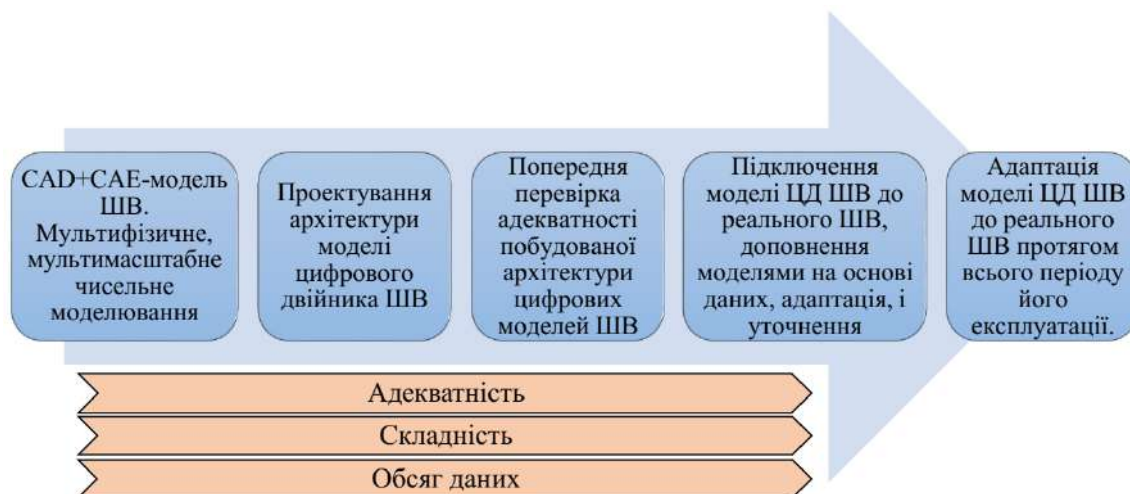 CAD+CAE-модель
ШВ.
Мультифізичне,
мультимасштабне
чисельне
моделювання
Проектування
архітектури
моделі
цифрового
двійника ШВ
Попередня
перевірка
адекватності
побудованої
архітектури
цифрових
моделей ШВ
Підключення
моделі ЦД ШВ до
реального ШВ,
доповнення
моделями на основі
даних, адаптація, і
уточнення
Адаптація
моделі ЦД ШВ
до реального
ШВ протягом
всього періоду
його
експлуатації.
Адекватність
Складність
Обсяг даних